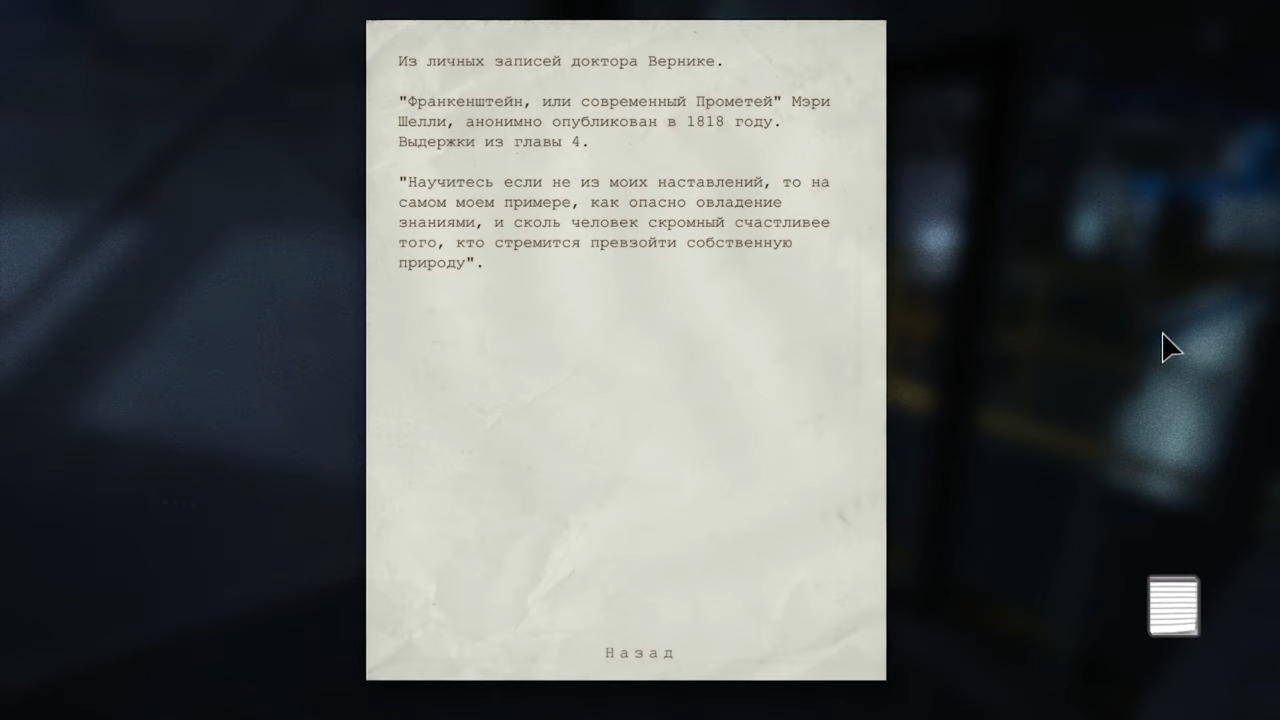 Из личных записей доктора Вернике.
"Франкенштейн, или современный Прометей" Мэри
Шелли, анонимно опубликован в 1818 году.
Выдержки из главы 4.
"Научитесь если не из моих наставлений, то на
самом моем примере, как опасно овладение
знаниями, и сколь человек скромный счастливее
того, кто стремится превзойти собственную
природу".
Назад